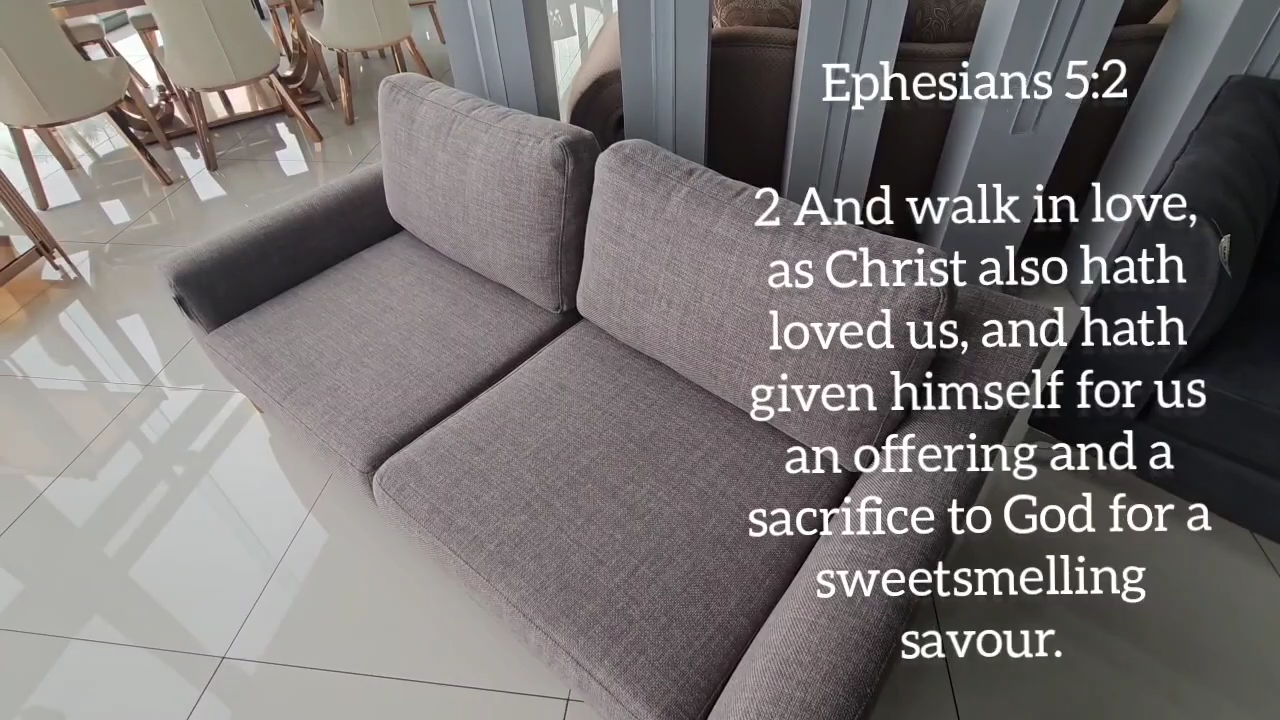 Ephesians 5:2
2 And walk in love,
as Christ also hath
loved us, and hath
given himself for us
an offering and a
sacrifice to God for a
sweetsmelling
savour.